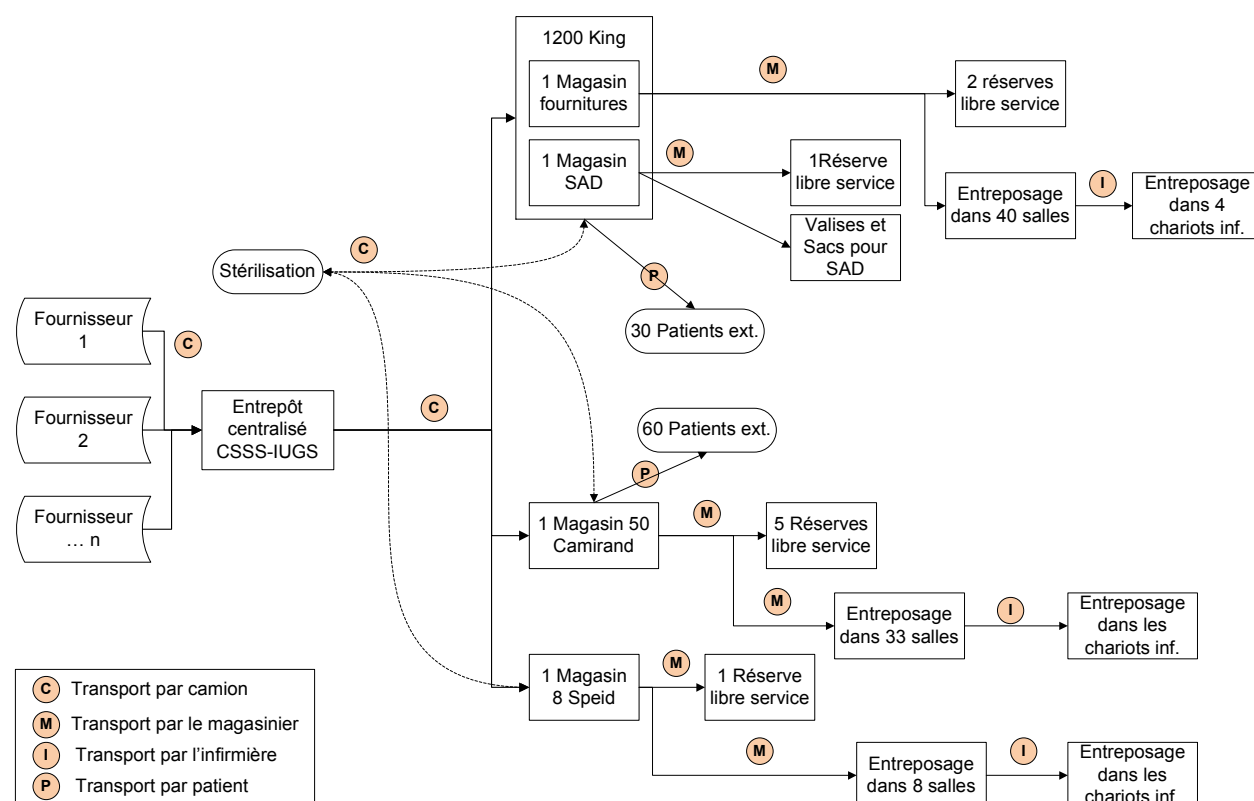 1200 King
1 Magasin
fournitures
1 Magasin
SAD
M
2 réserves
libre service
M
1Réserve
libre service
Entreposage
dans 40 salles
I
Entreposage
dans 4
chariots inf.
Valises et
Sacs pour
SAD
C
Stérilisation
P
30 Patients ext.
Fournisseur
1
C
Fournisseur
2
Fournisseur
… n
Entrepôt
centralisé
CSSS-IUGS
C
60 Patients ext.
P
1 Magasin 50
Camirand
M
5 Réserves
libre service
M
Entreposage
dans 33 salles
I
Entreposage
dans les
chariots inf.
1 Magasin
8 Speid
M
1 Réserve
libre service
M
Entreposage
dans 8 salles
I
Entreposage
dans les
chariots inf.
C Transport par camion
M Transport par le magasinier
I Transport par l'infirmière
P Transport par patient